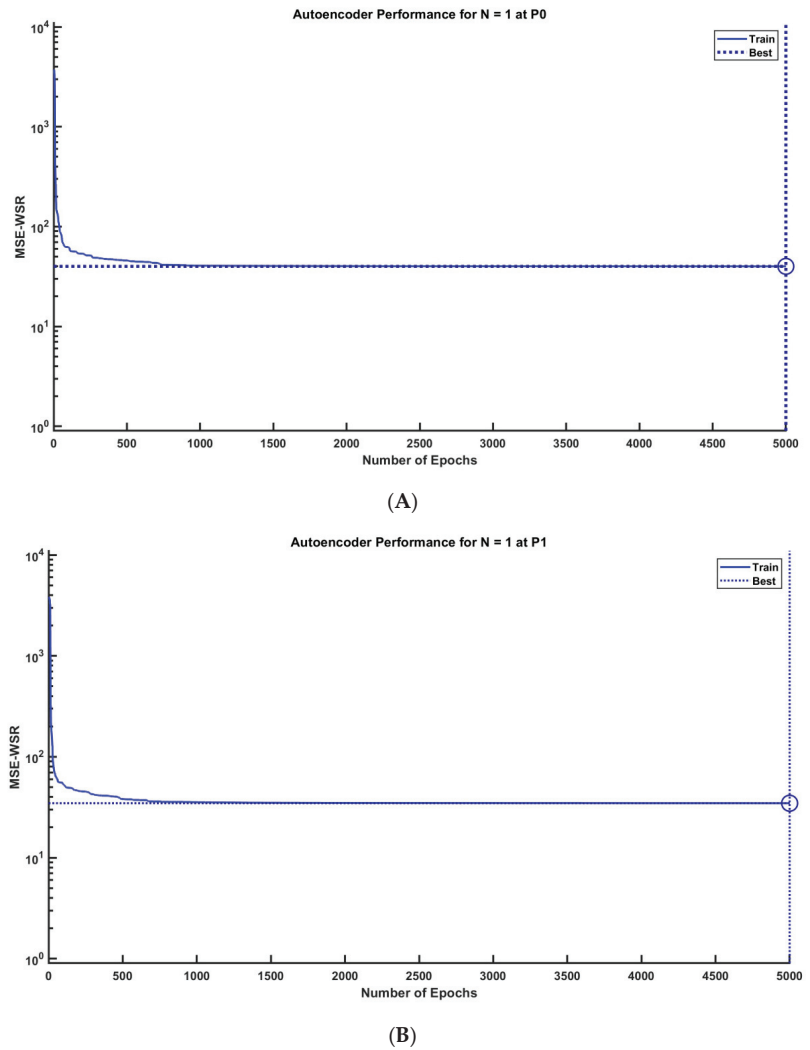 Autoencoder Performance for N = 1 at P0
Train
Best
10^4
10^3
10^2
10^1
10^0
MSE-WSR
0 500 1000 1500 2000 2500 3000 3500 4000 4500 5000
Number of Epochs
(A)
Autoencoder Performance for N = 1 at P1
Train
Best
10^4
10^3
10^2
10^1
10^0
MSE-WSR
0 500 1000 1500 2000 2500 3000 3500 4000 4500 5000
Number of Epochs
(B)